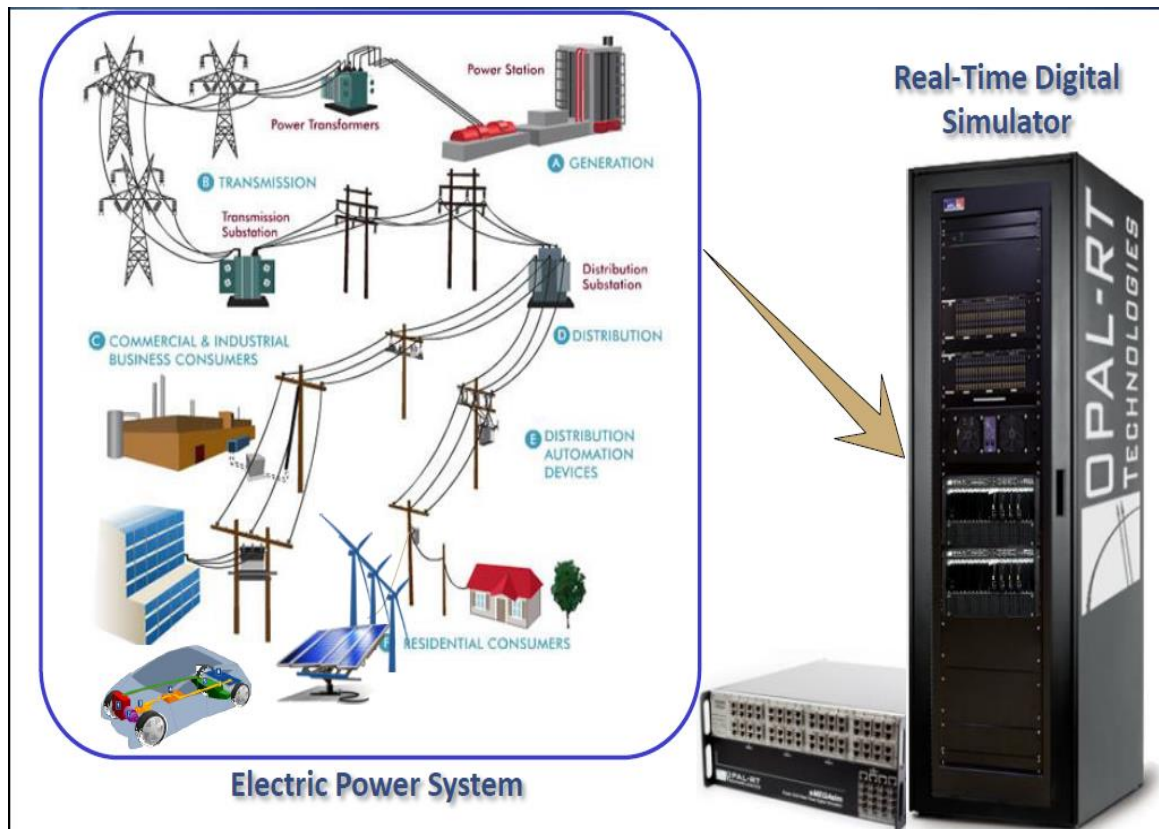 Power Station
Power Transformers
A GENERATION
B TRANSMISSION
Transmission
Substation
Distribution
Substation
C COMMERCIAL & INDUSTRIAL
BUSINESS CONSUMERS
D DISTRIBUTION
E DISTRIBUTION
AUTOMATION
DEVICES
RESIDENTIAL CONSUMERS
Electric Power System
Real-Time Digital
Simulator
OPAL-RT
TECHNOLOGIES
OPAL-RT